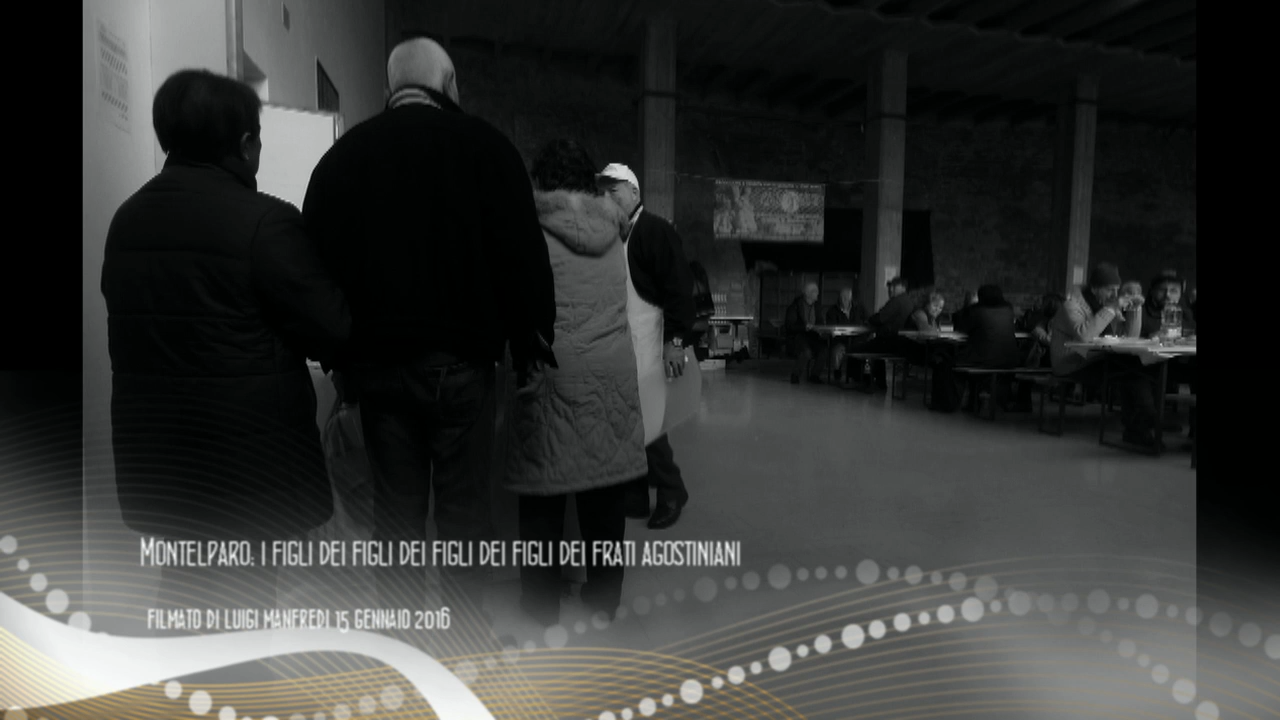 Montelparo: i figli dei figli dei figli dei figli dei frati agostiniani
filmato di Luigi Manfredi 15 gennaio 2016